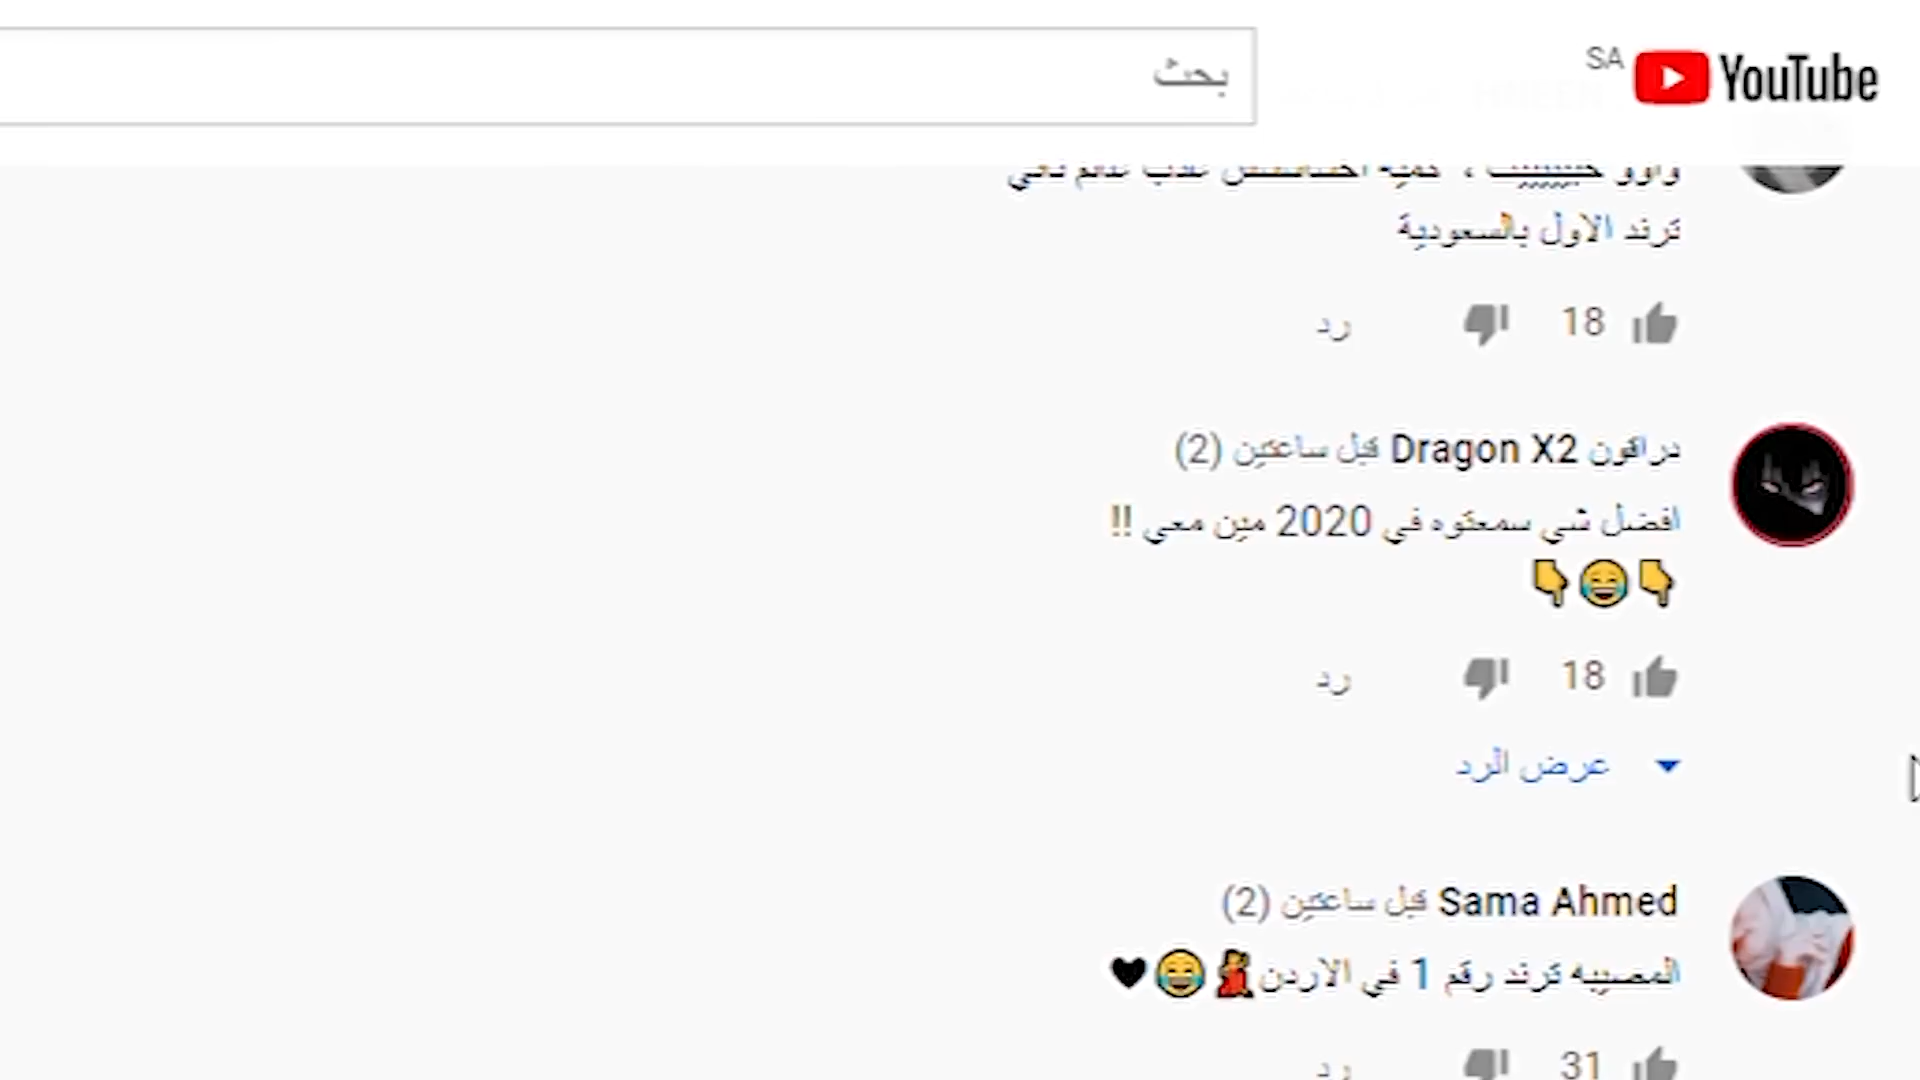 بحث
SA
YouTube
ترند الاول بالسعودية
18
رد
دراقون Dragon X2 قبل ساعتين (2)
افضل شي سمعتوه في 2020 مين معي !!
👇😂👇
18
رد
عرض الرد
Sama Ahmed قبل ساعتين (2)
المصيبه ترند رقم 1 في الاردن💃😂🖤
31
رد